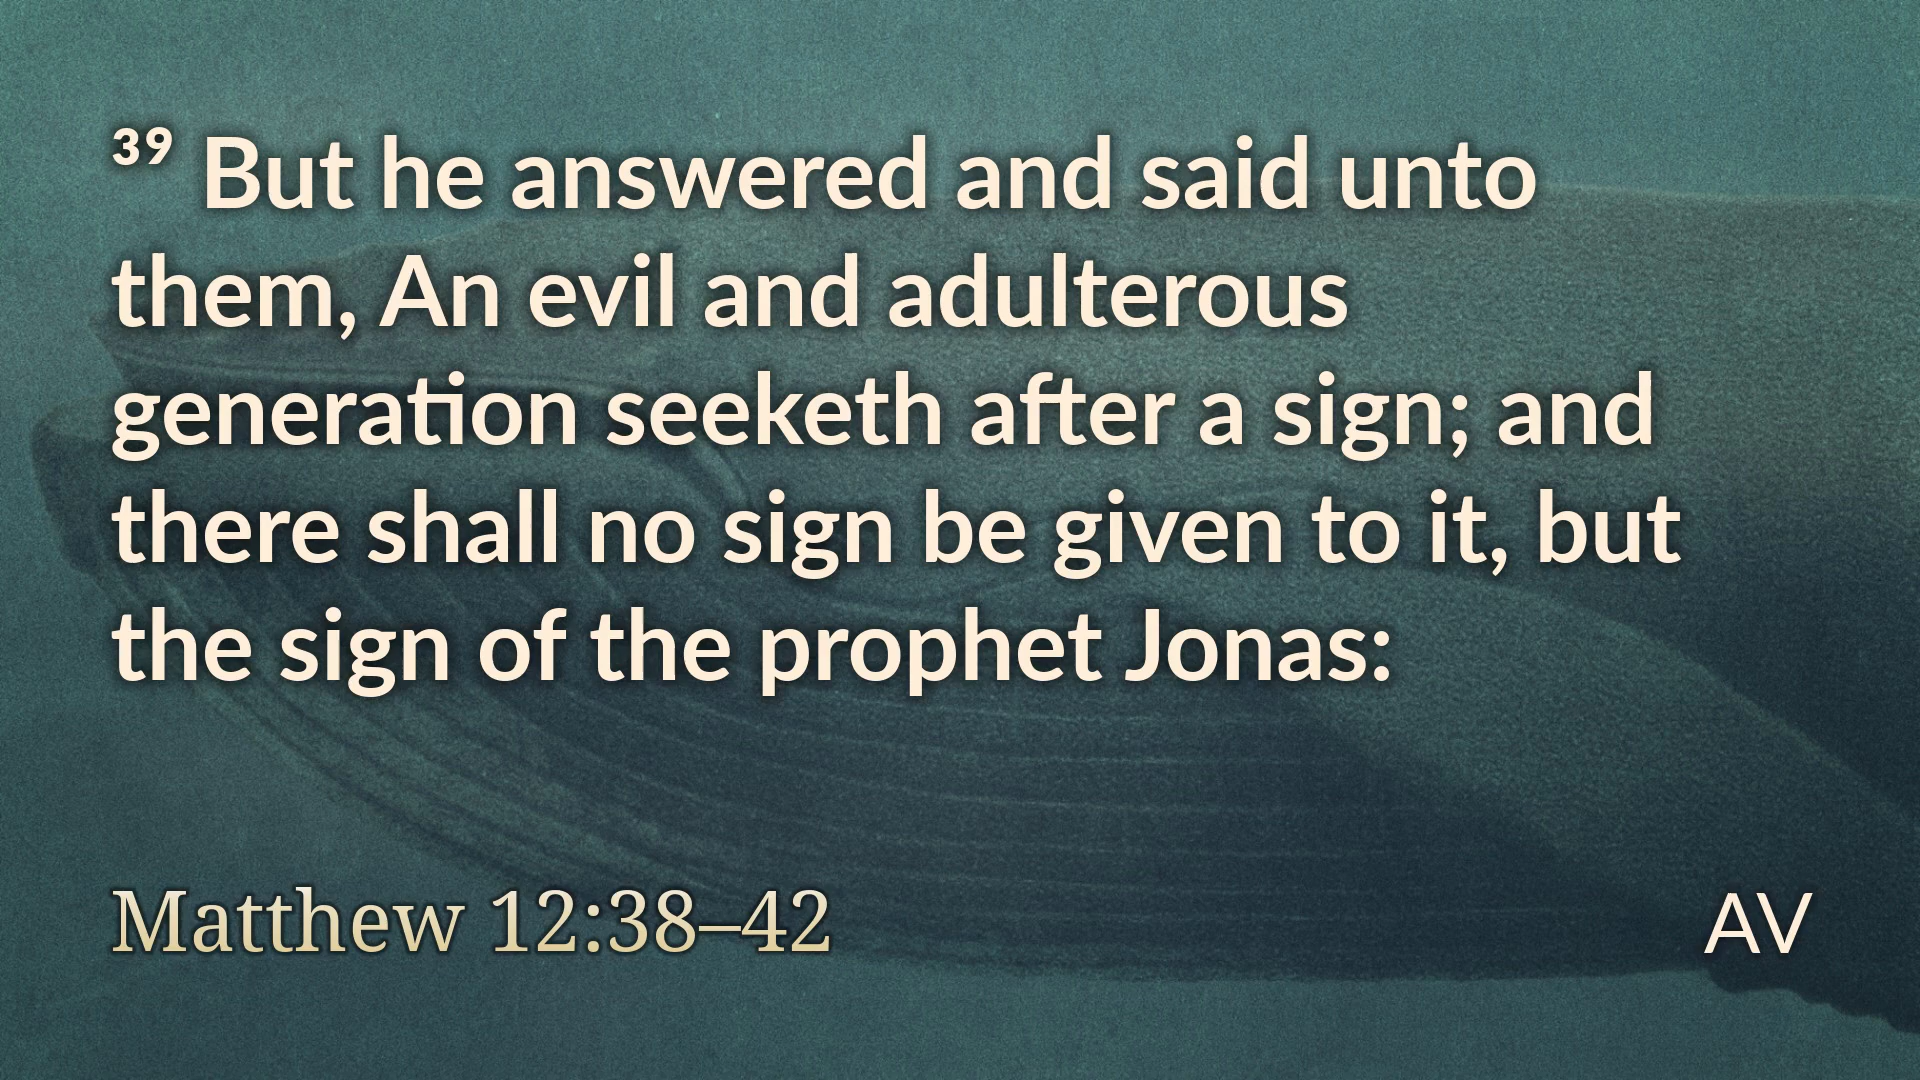 ³⁹ But he answered and said unto
them, An evil and adulterous
generation seeketh after a sign; and
there shall no sign be given to it, but
the sign of the prophet Jonas:
Matthew 12:38–42
AV